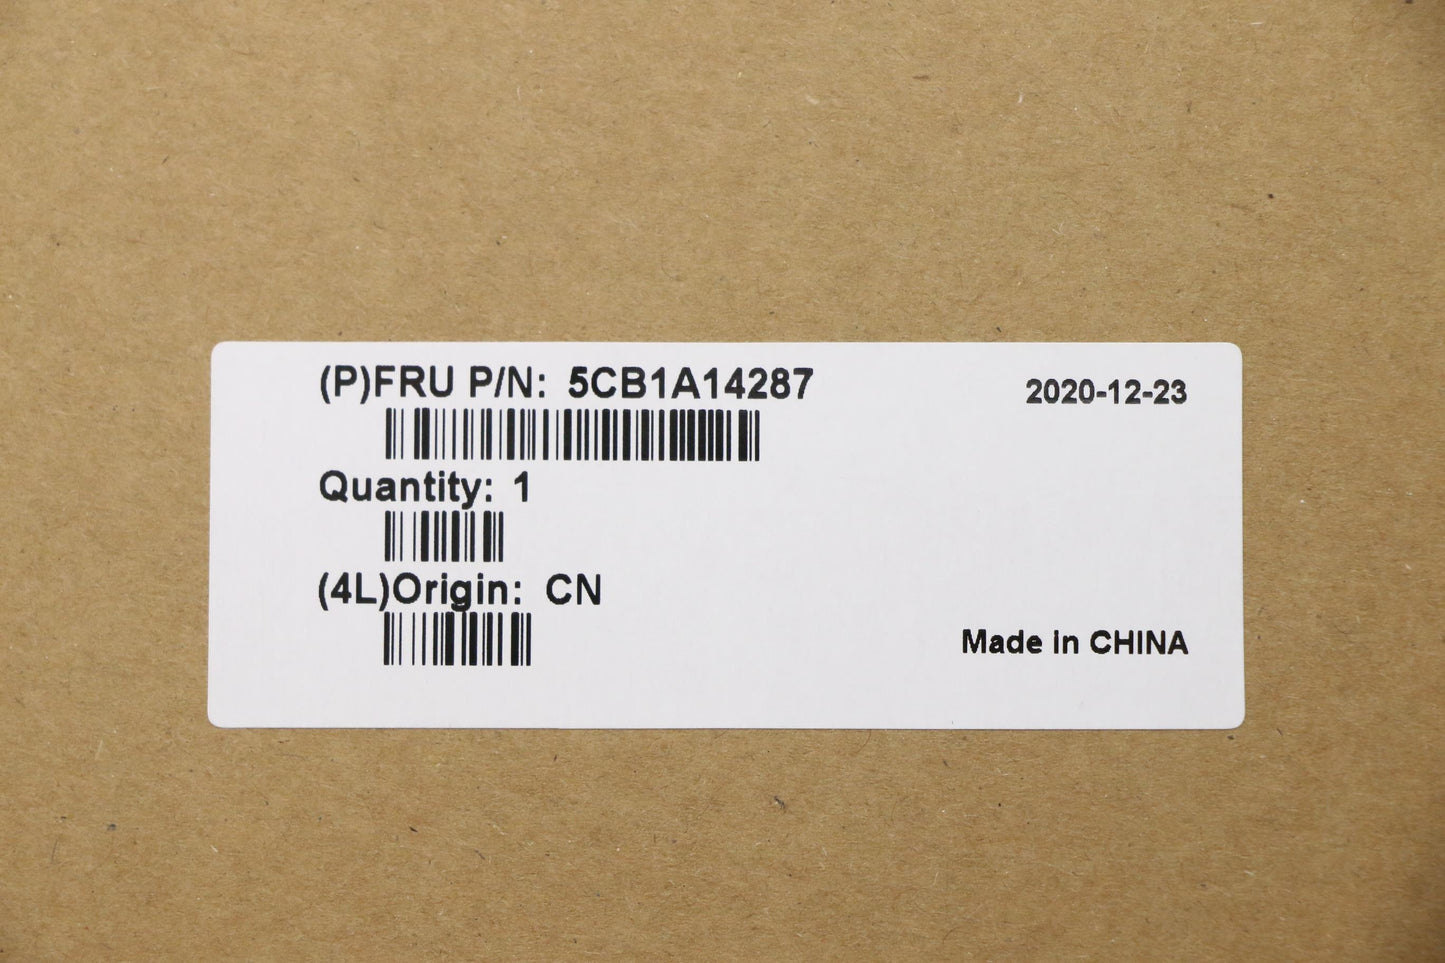 (P)FRU P/N: 5CB1A14287
2020-12-23
Quantity: 1
(4L)Origin: CN
Made in CHINA